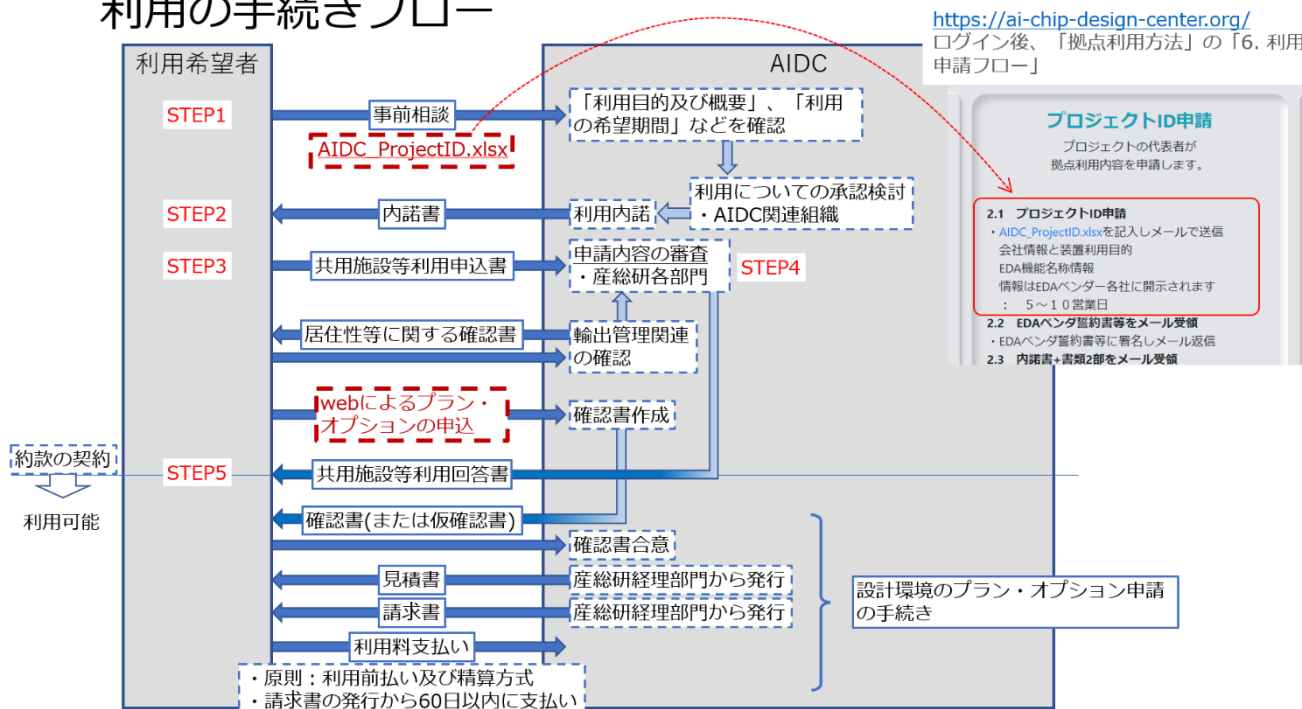 利用の手続きフロー
https://ai-chip-design-center.org/
ログイン後、「拠点利用方法」の「6. 利用
申請フロー」
利用希望者
AIDC
STEP1
事前相談
AIDC_ProjectID.xlsx
「利用目的及び概要」、「利用
の希望期間」などを確認
利用についての承認検討
・AIDC関連組織
STEP2
内諾書
利用内諾
STEP3
共用施設等利用申込書
申請内容の審査
・産総研各部門
STEP4
居住性等に関する確認書
輸出管理関連
の確認
webによるプラン・
オプションの申込
確認書作成
約款の契約
利用可能
STEP5
共用施設等利用回答書
確認書(または仮確認書)
確認書合意
見積書
産総研経理部門から発行
請求書
産総研経理部門から発行
利用料支払い
・原則：利用前払い及び精算方式
・請求書の発行から60日以内に支払い
設計環境のプラン・オプション申請
の手続き
プロジェクトID申請
プロジェクトの代表者が
拠点利用内容を申請します。
2.1 プロジェクトID申請
・AIDC_ProjectID.xlsxを記入しメールで送信
会社情報と装置利用目的
EDA機能名称情報
情報はEDAベンダー各社に開示されます
： 5～10営業日
2.2 EDAベンダ誓約書等をメール受領
・EDAベンダ誓約書等に署名しメール返信
2.3 内諾書+書類2部をメール受領